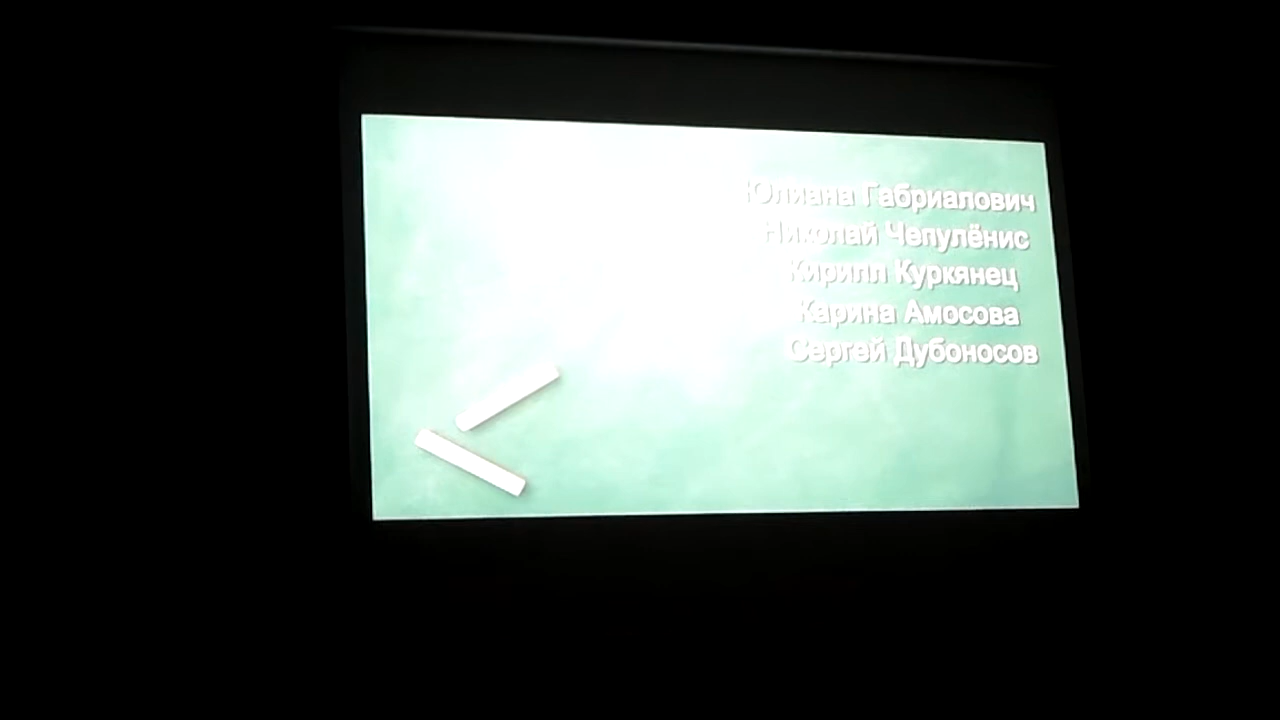 Юлиана Габриалович
Николай Чепулёнис
Кирилл Куркянец
Карина Амосова
Сергей Дубоносов